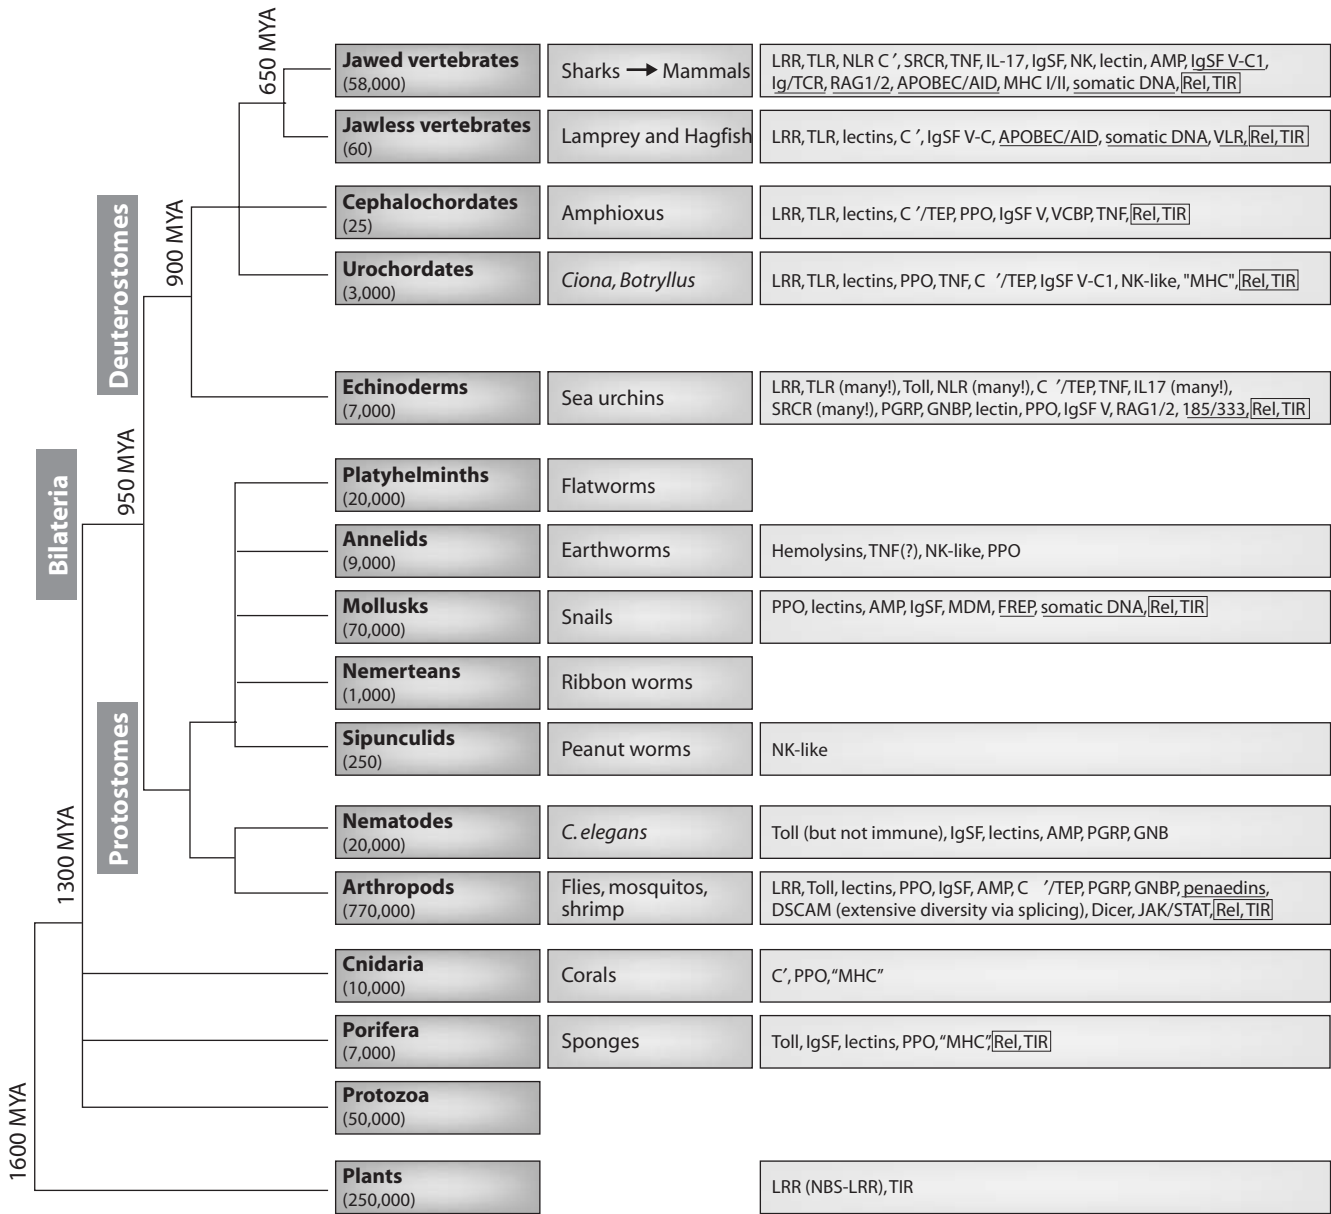 650 MYA
Jawed vertebrates
(58,000)
Sharks → Mammals
LRR, TLR, NLR C ′, SRCR, TNF, IL-17, IgSF, NK, lectin, AMP, IgSF V-C1,
Ig/TCR, RAG1/2, APOBEC/AID, MHC I/II, somatic DNA, Rel, TIR
Jawless vertebrates
(60)
Lamprey and Hagfish
LRR, TLR, lectins, C ′, IgSF V-C, APOBEC/AID, somatic DNA, VLR, Rel, TIR
Deuterostomes
900 MYA
Cephalochordates
(25)
Amphioxus
LRR, TLR, lectins, C ′/TEP, PPO, IgSF V, VCBP, TNF, Rel, TIR
Urochordates
(3,000)
Ciona, Botryllus
LRR, TLR, lectins, PPO, TNF, C ′/TEP, IgSF V-C1, NK-like, "MHC", Rel, TIR
Echinoderms
(7,000)
Sea urchins
LRR, TLR (many!), Toll, NLR (many!), C ′/TEP, TNF, IL17 (many!),
SRCR (many!), PGRP, GNBP, lectin, PPO, IgSF V, RAG1/2, 185/333, Rel, TIR
Bilateria
950 MYA
Platyhelminths
(20,000)
Flatworms
Annelids
(9,000)
Earthworms
Hemolysins, TNF(?), NK-like, PPO
Mollusks
(70,000)
Snails
PPO, lectins, AMP, IgSF, MDM, FREP, somatic DNA, Rel, TIR
Nemerteans
(1,000)
Ribbon worms
Protostomes
Sipunculids
(250)
Peanut worms
NK-like
1300 MYA
Nematodes
(20,000)
C. elegans
Toll (but not immune), IgSF, lectins, AMP, PGRP, GNB
Arthropods
(770,000)
Flies, mosquitos,
shrimp
LRR, Toll, lectins, PPO, IgSF, AMP, C ′/TEP, PGRP, GNBP, penaedins,
DSCAM (extensive diversity via splicing), Dicer, JAK/STAT, Rel, TIR
Cnidaria
(10,000)
Corals
C′, PPO, “MHC”
Porifera
(7,000)
Sponges
Toll, IgSF, lectins, PPO, “MHC”, Rel, TIR
1600 MYA
Protozoa
(50,000)
Plants
(250,000)
LRR (NBS-LRR), TIR